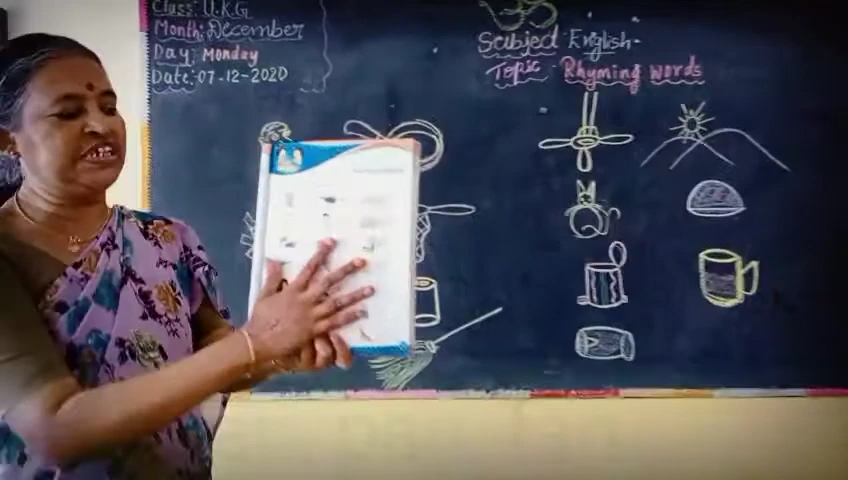 Class: U.K.G
Month: December
Day: Monday
Date: 07-12-2020
Subject: English
Topic: Rhyming words